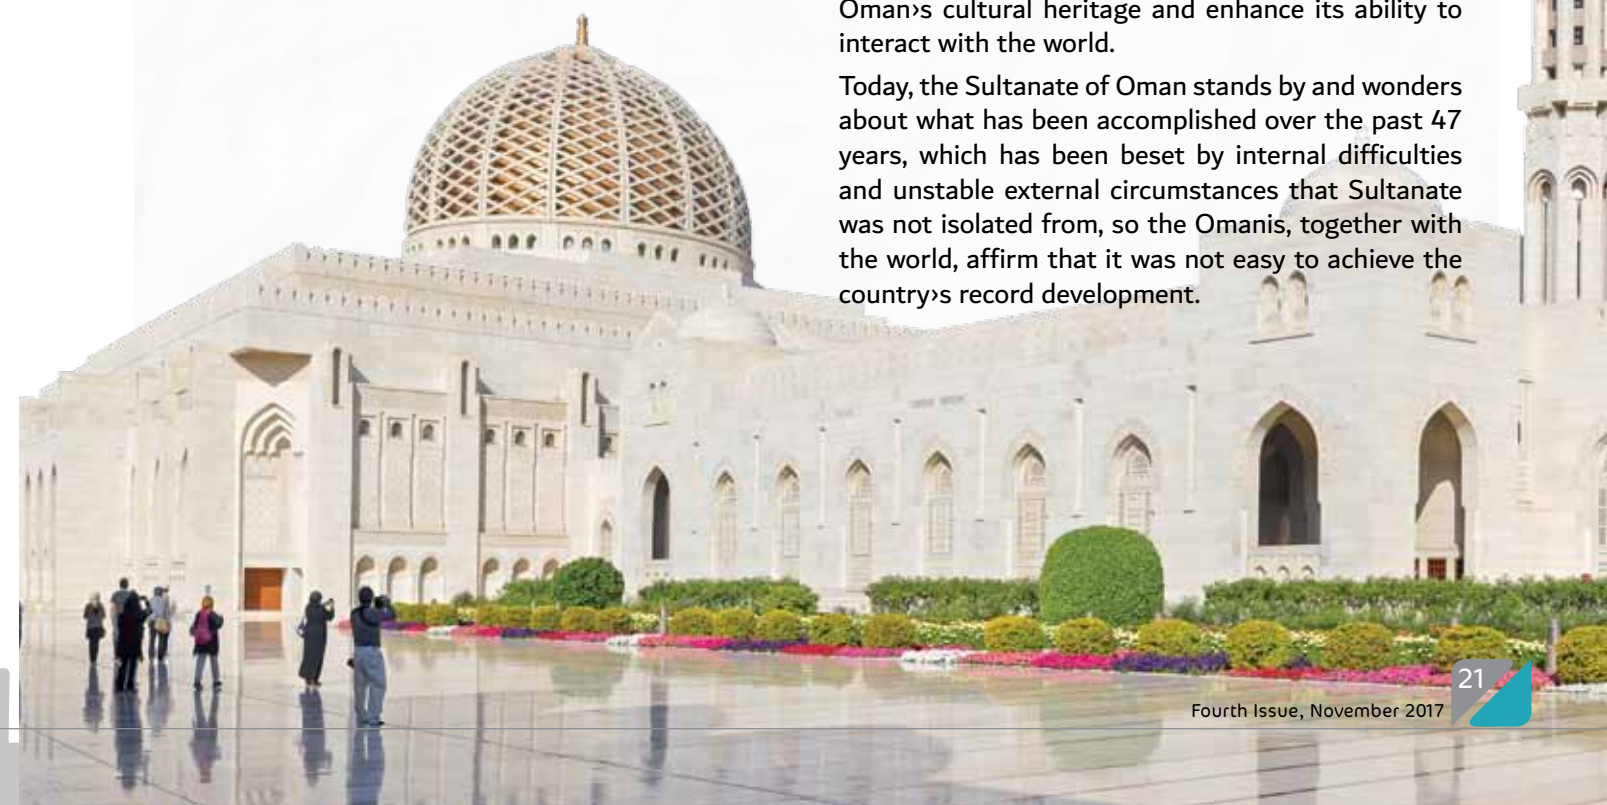 Oman›s cultural heritage and enhance its ability to
interact with the world.
Today, the Sultanate of Oman stands by and wonders
about what has been accomplished over the past 47
years, which has been beset by internal difficulties
and unstable external circumstances that Sultanate
was not isolated from, so the Omanis, together with
the world, affirm that it was not easy to achieve the
country›s record development.
21
Fourth Issue, November 2017